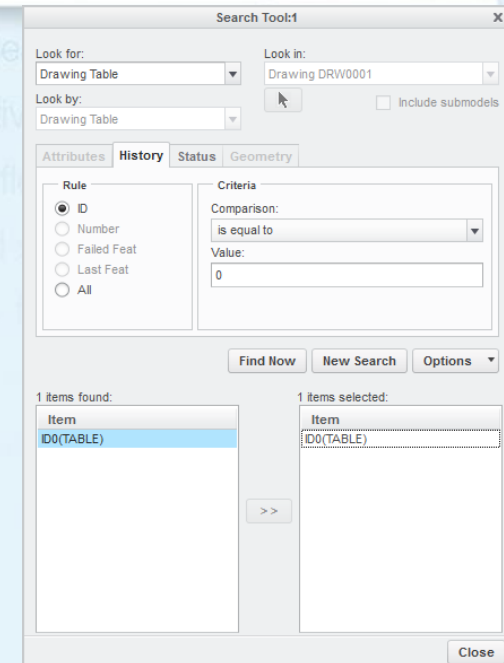 Search Tool:1
Look for:
Look in:
Drawing Table
Drawing DRW0001
Look by:
Drawing Table
Include submodels
Attributes History Status Geometry
Rule
Criteria
ID
Comparison:
Number
is equal to
Failed Feat
Value:
Last Feat
0
All
Find Now New Search Options
1 items found:
1 items selected:
Item
Item
ID0(TABLE)
ID0(TABLE)
>>
Close